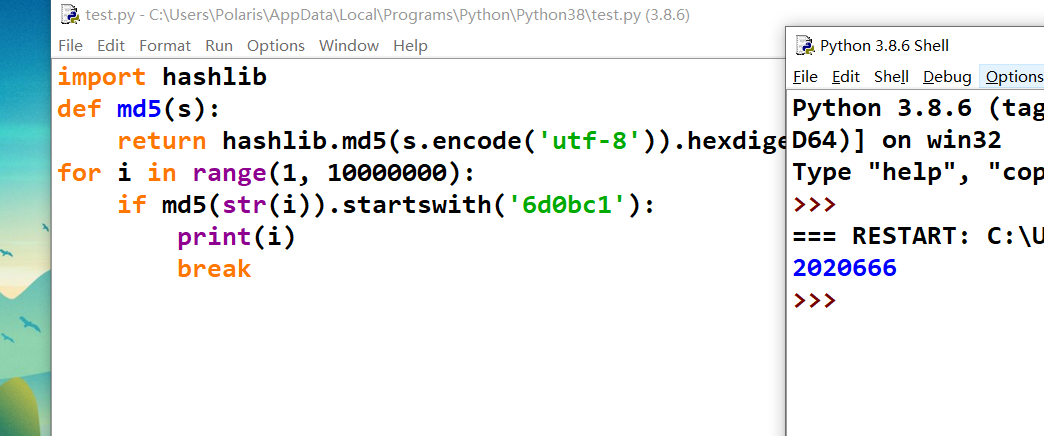 test.py - C:\Users\Polaris\AppData\Local\Programs\Python\Python38\test.py (3.8.6)
File Edit Format Run Options Window Help
import hashlib
def md5(s):
    return hashlib.md5(s.encode('utf-8')).hexdige
for i in range(1, 10000000):
    if md5(str(i)).startswith('6d0bc1'):
        print(i)
        break
Python 3.8.6 Shell
File Edit Shell Debug Options
Python 3.8.6 (tag
D64)] on win32
Type "help", "cop
>>>
=== RESTART: C:\U
2020666
>>>